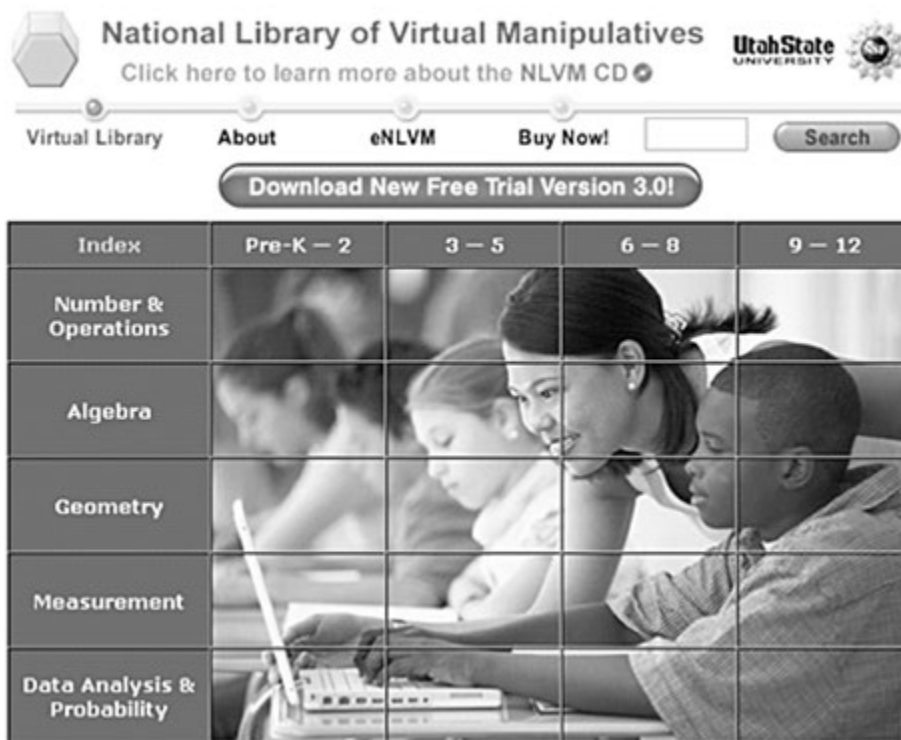 National Library of Virtual Manipulatives
Click here to learn more about the NLVM CD
UtahState
UNIVERSITY
Virtual Library About eNLVM Buy Now! Search
Download New Free Trial Version 3.0!
Index Pre-K — 2 3 — 5 6 — 8 9 — 12
Number &
Operations
Algebra
Geometry
Measurement
Data Analysis &
Probability